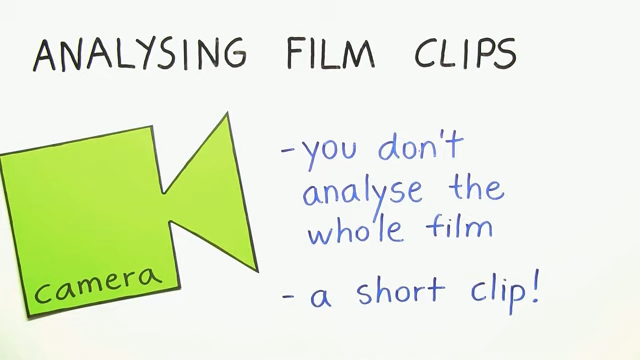 ANALYSING FILM CLIPS
- you don't
analyse the
whole film
- a short clip!
camera